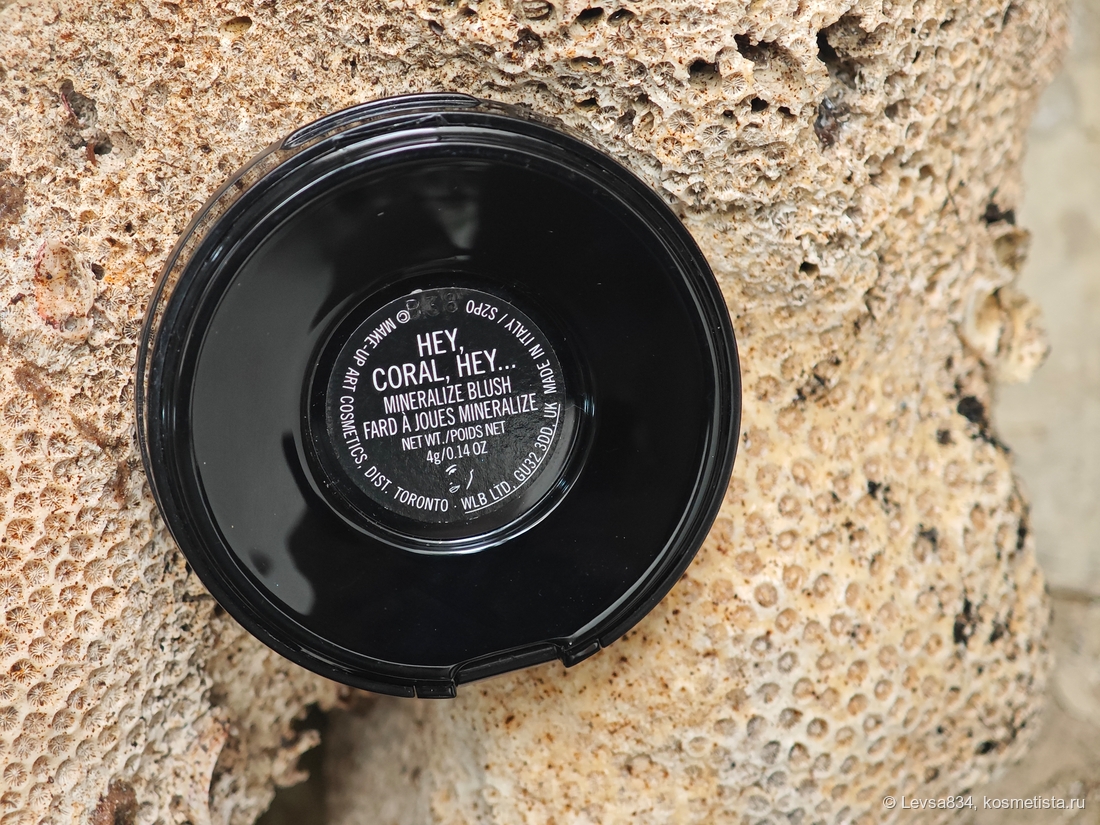 HEY,
CORAL, HEY...
MINERALIZE BLUSH
FARD À JOUES MINERALIZE
NET WT./POIDS NET
4g/0.14 OZ
© MAKE-UP ART COSMETICS, DIST. TORONTO · WLB LTD, GU32 3DD, UK MADE IN ITALY / S2PO
© Levsa834, kosmetista.ru